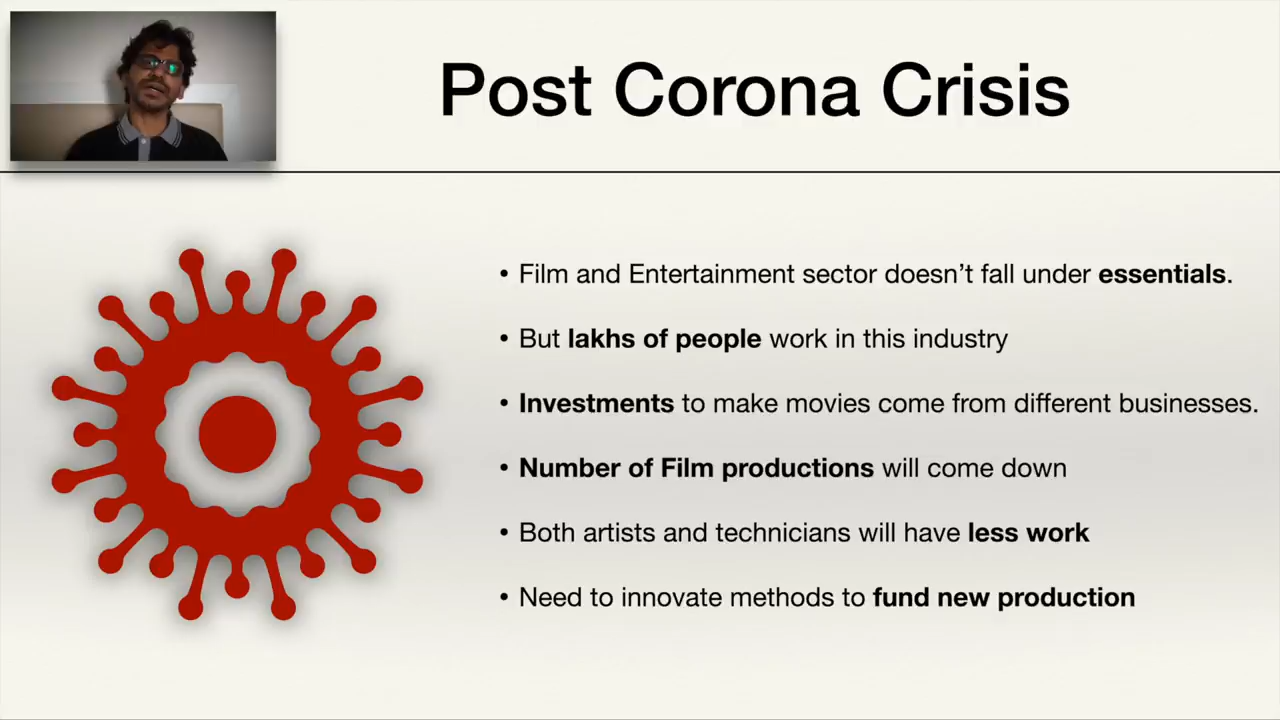 Post Corona Crisis
• Film and Entertainment sector doesn’t fall under essentials.
• But lakhs of people work in this industry
• Investments to make movies come from different businesses.
• Number of Film productions will come down
• Both artists and technicians will have less work
• Need to innovate methods to fund new production